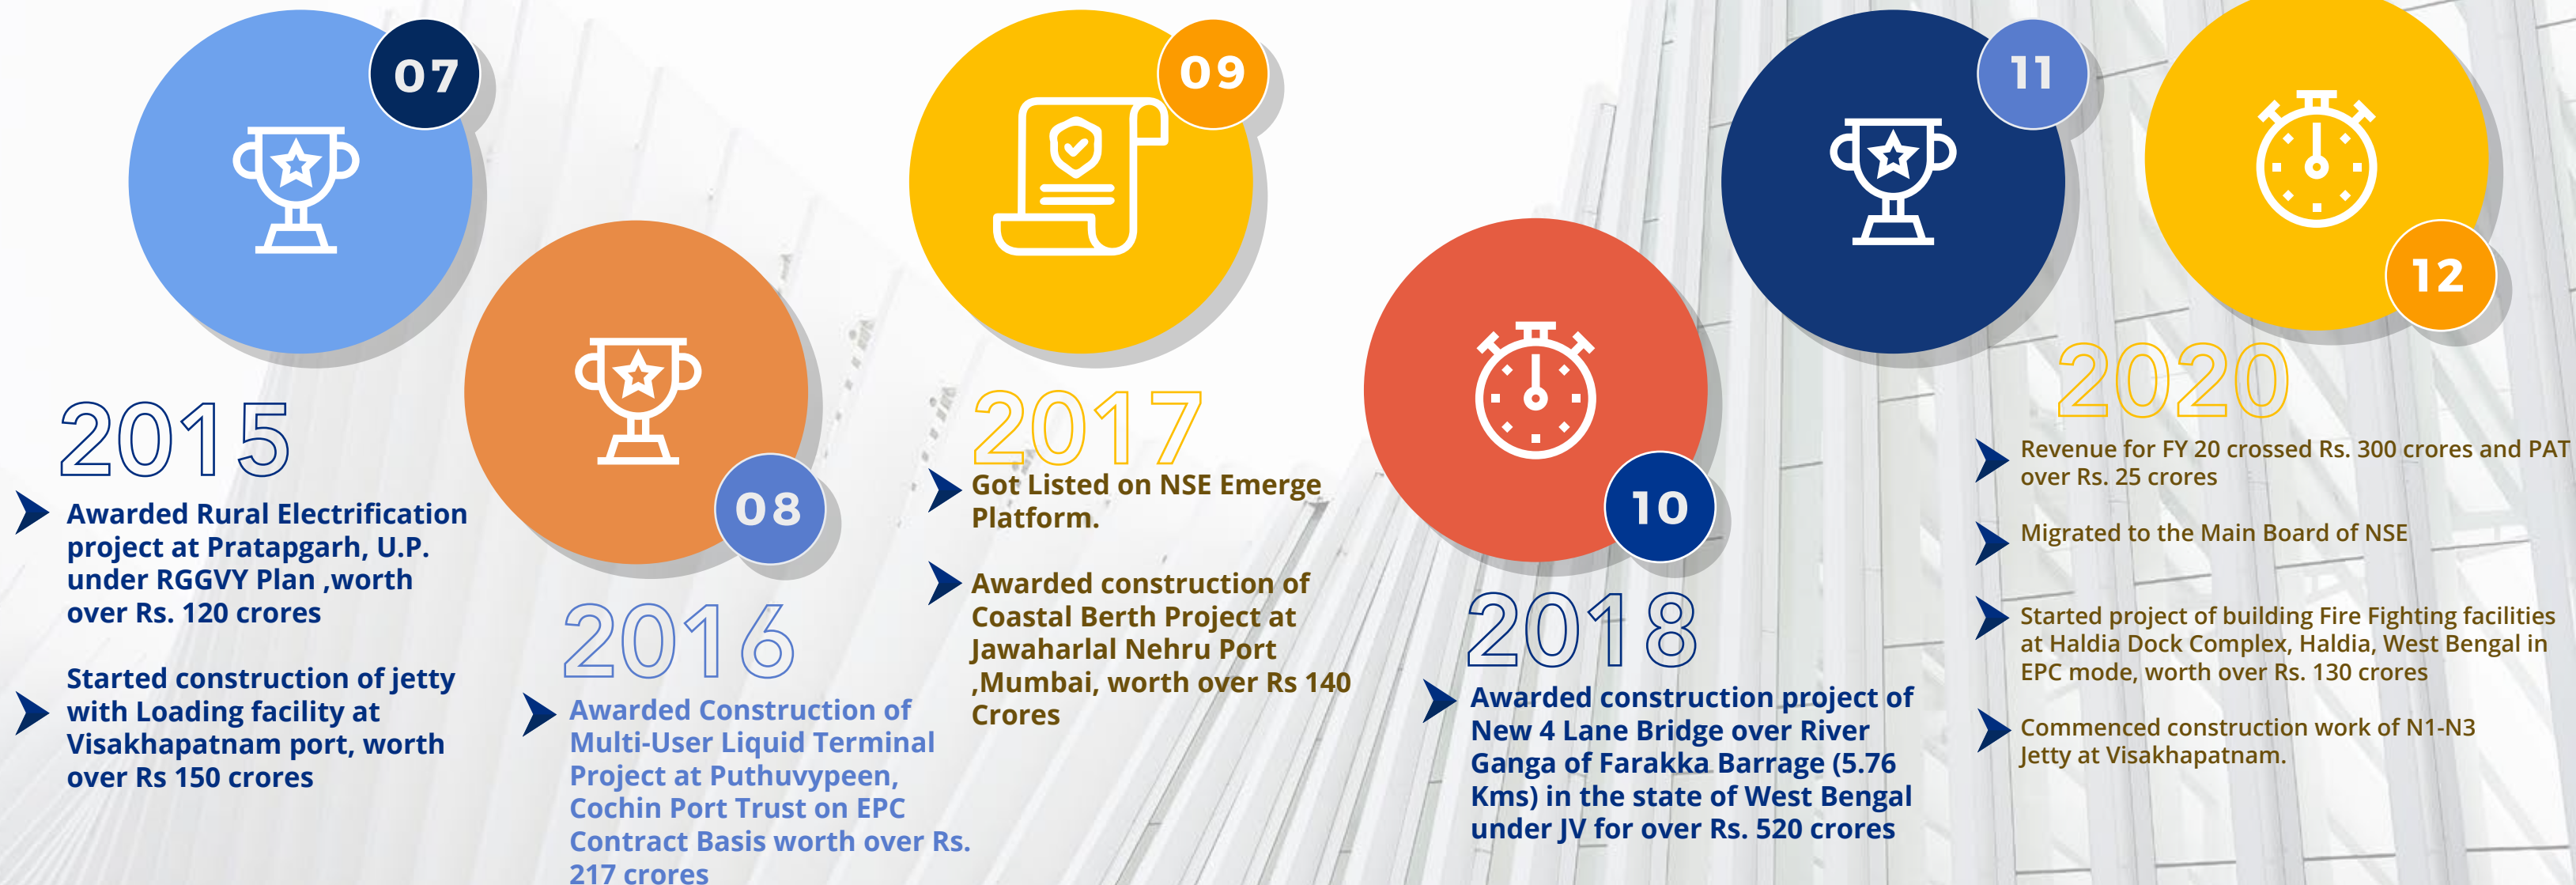 07
2015
Awarded Rural Electrification
project at Pratapgarh, U.P.
under RGGVY Plan ,worth
over Rs. 120 crores
Started construction of jetty
with Loading facility at
Visakhapatnam port, worth
over Rs 150 crores
08
2016
Awarded Construction of
Multi-User Liquid Terminal
Project at Puthuvypeen,
Cochin Port Trust on EPC
Contract Basis worth over Rs.
217 crores
09
2017
Got Listed on NSE Emerge
Platform.
Awarded construction of
Coastal Berth Project at
Jawaharlal Nehru Port
,Mumbai, worth over Rs 140
Crores
10
2018
Awarded construction project of
New 4 Lane Bridge over River
Ganga of Farakka Barrage (5.76
Kms) in the state of West Bengal
under JV for over Rs. 520 crores
11
12
2020
Revenue for FY 20 crossed Rs. 300 crores and PAT
over Rs. 25 crores
Migrated to the Main Board of NSE
Started project of building Fire Fighting facilities
at Haldia Dock Complex, Haldia, West Bengal in
EPC mode, worth over Rs. 130 crores
Commenced construction work of N1-N3
Jetty at Visakhapatnam.